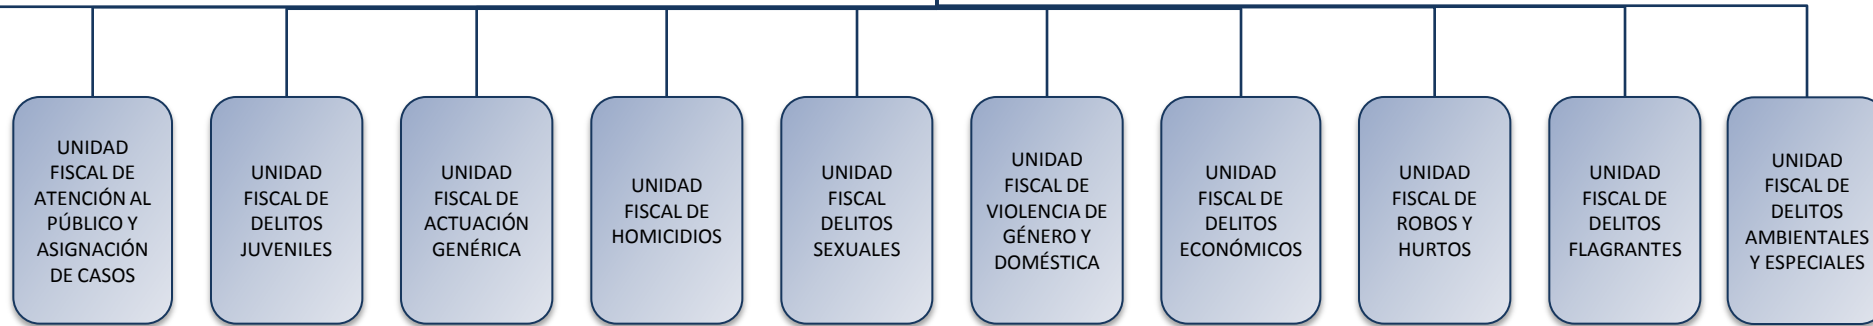 UNIDAD
FISCAL DE
ATENCIÓN AL
PÚBLICO Y
ASIGNACIÓN
DE CASOS
UNIDAD
FISCAL DE
DELITOS
JUVENILES
UNIDAD
FISCAL DE
ACTUACIÓN
GENÉRICA
UNIDAD
FISCAL DE
HOMICIDIOS
UNIDAD
FISCAL
DELITOS
SEXUALES
UNIDAD
FISCAL DE
VIOLENCIA DE
GÉNERO Y
DOMÉSTICA
UNIDAD
FISCAL DE
DELITOS
ECONÓMICOS
UNIDAD
FISCAL DE
ROBOS Y
HURTOS
UNIDAD
FISCAL DE
DELITOS
FLAGRANTES
UNIDAD
FISCAL DE
DELITOS
AMBIENTALES
Y ESPECIALES